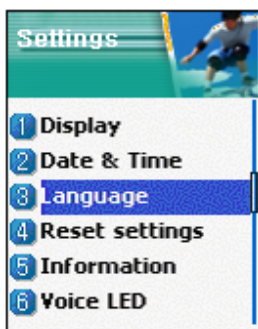 Settings
1 Display
2 Date & Time
3 Language
4 Reset settings
5 Information
6 Voice LED